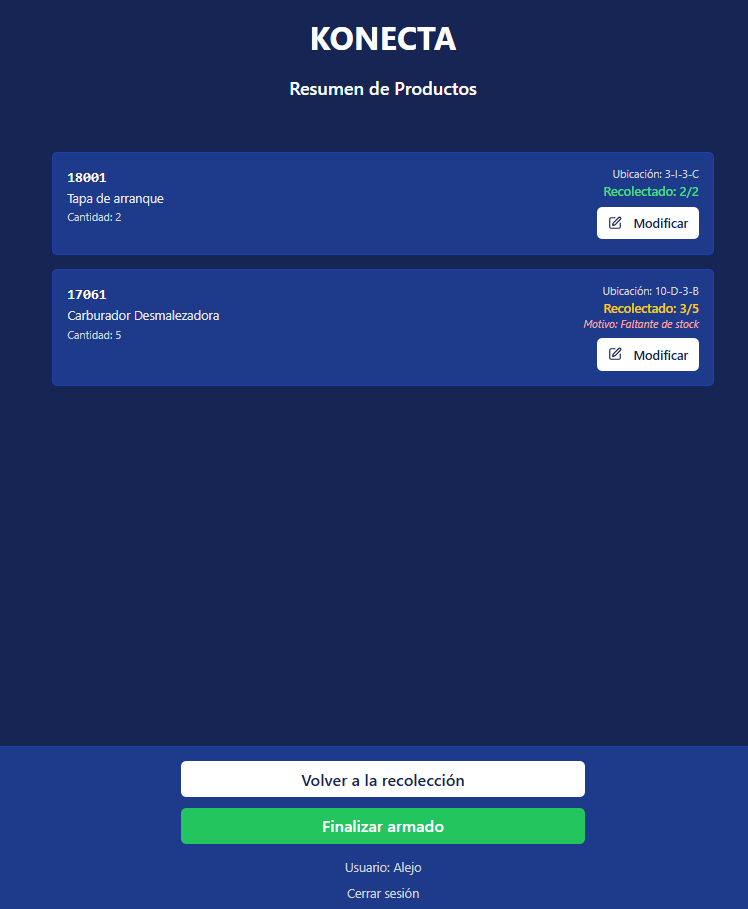 KONECTA
Resumen de Productos
18001
Tapa de arranque
Cantidad: 2
Ubicación: 3-I-3-C
Recolectado: 2/2
Modificar
17061
Carburador Desmalezadora
Cantidad: 5
Ubicación: 10-D-3-B
Recolectado: 3/5
Motivo: Faltante de stock
Modificar
Volver a la recolección
Finalizar armado
Usuario: Alejo
Cerrar sesión